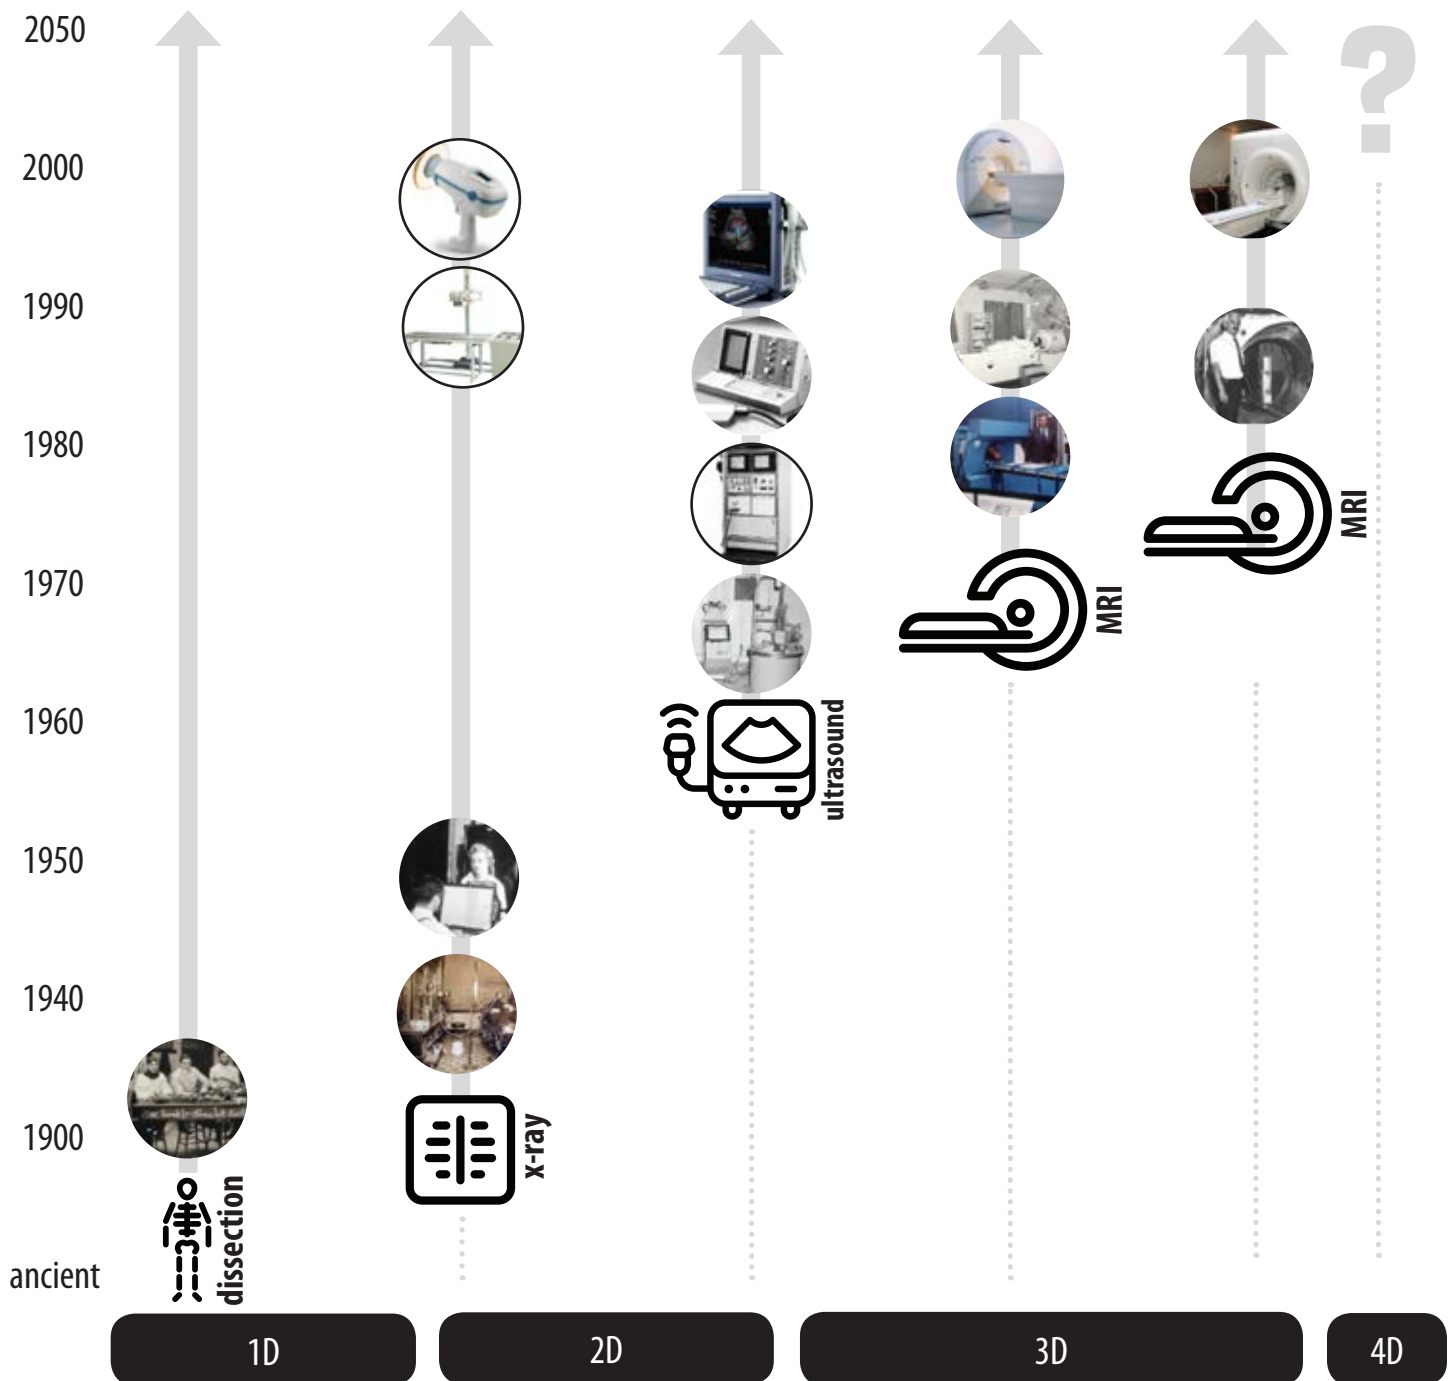 2050
?
2000
1990
1980
MRI
1970
MRI
1960
ultrasound
1950
1940
1900
x-ray
dissection
ancient
1D
2D
3D
4D